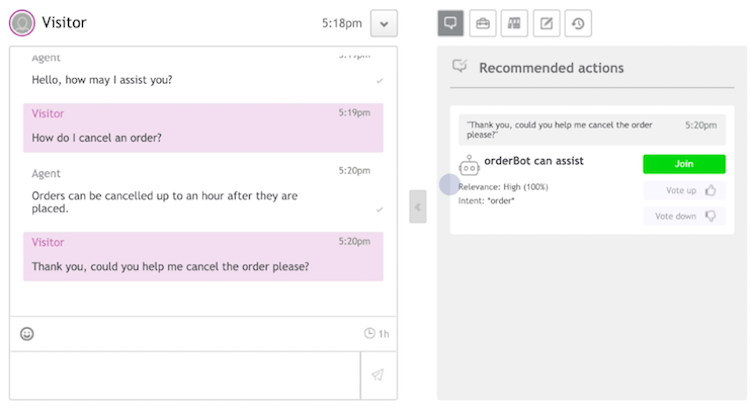 Visitor
5:18pm
Agent
Hello, how may I assist you?
Visitor
5:19pm
How do I cancel an order?
Agent
5:20pm
Orders can be cancelled up to an hour after they are
placed.
Visitor
5:20pm
Thank you, could you help me cancel the order please?
1h
Recommended actions
"Thank you, could you help me cancel the order
please?"
5:20pm
orderBot can assist
Join
Relevance: High (100%)
Intent: "order"
Vote up
Vote down